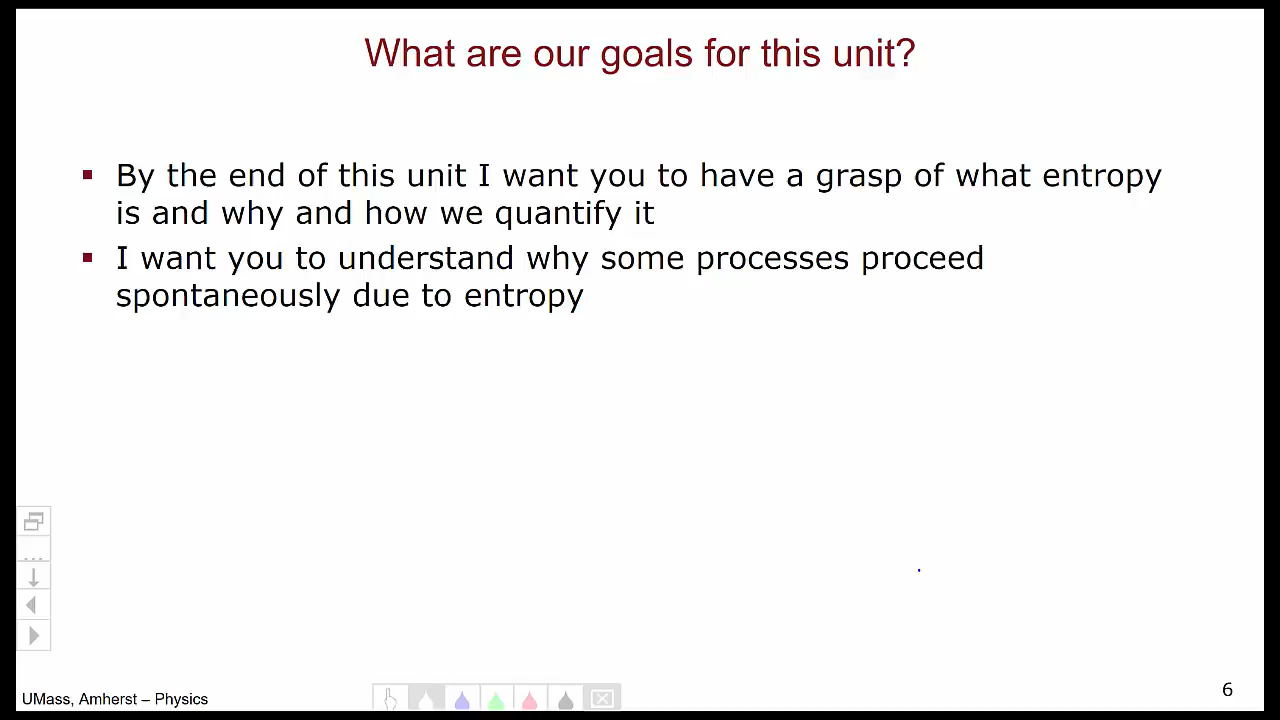 What are our goals for this unit?
▪ By the end of this unit I want you to have a grasp of what entropy
is and why and how we quantify it
▪ I want you to understand why some processes proceed
spontaneously due to entropy
UMass, Amherst – Physics
6